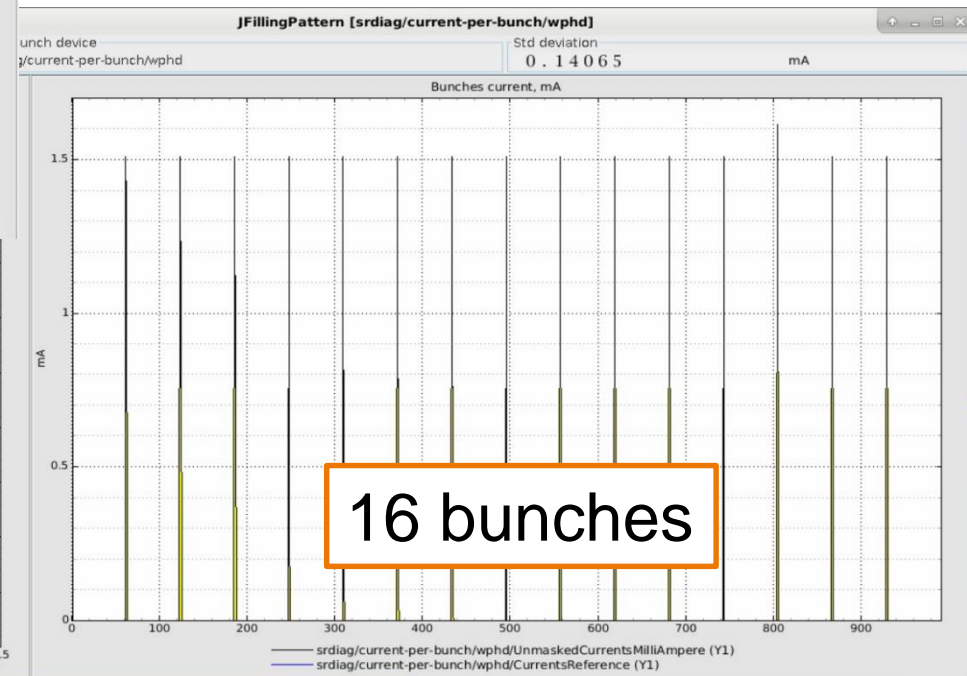 JFillingPattern [srdiag/current-per-bunch/wphd]
unch device
/current-per-bunch/wphd
Std deviation
0.14065 mA
Bunches current, mA
1.5
1
0.5
0
mA
16 bunches
0 100 200 300 400 500 600 700 800 900
.5
srdiag/current-per-bunch/wphd/UnmaskedCurrentsMilliAmpere (Y1)
srdiag/current-per-bunch/wphd/CurrentsReference (Y1)